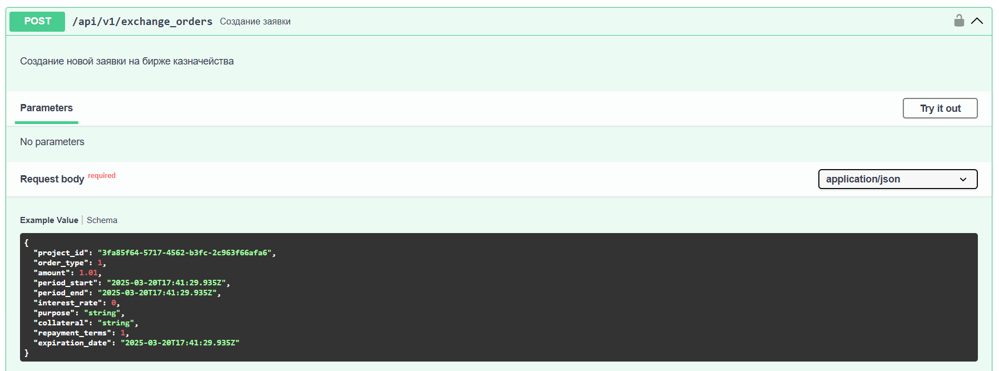 POST /api/v1/exchange_orders Создание заявки
Создание новой заявки на бирже казначейства
Parameters
Try it out
No parameters
Request body required
application/json
Example Value | Schema
{
  "project_id": "3fa85f64-5717-4562-b3fc-2c963f66afa6",
  "order_type": 1,
  "amount": 1.01,
  "period_start": "2025-03-20T17:41:29.935Z",
  "period_end": "2025-03-20T17:41:29.935Z",
  "interest_rate": 0,
  "purpose": "string",
  "collateral": "string",
  "repayment_terms": 1,
  "expiration_date": "2025-03-20T17:41:29.935Z"
}